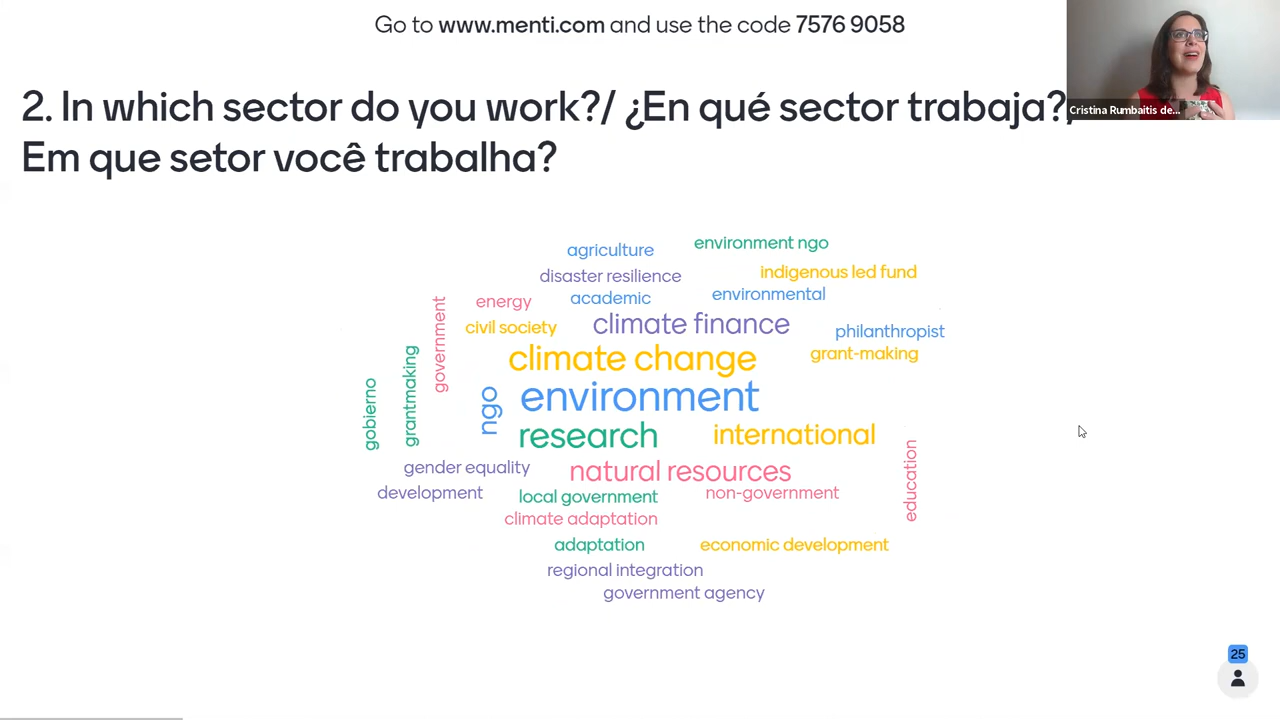 Go to www.menti.com and use the code 7576 9058
Cristina Rumbaitis de...
2. In which sector do you work?/ ¿En qué sector trabaja?/
Em que setor você trabalha?
agriculture
environment ngo
disaster resilience
indigenous led fund
energy
academic
environmental
government
civil society
climate finance
philanthropist
climate change
grant-making
gobierno
grantmaking
ngo
environment
research
international
gender equality
natural resources
education
development
local government
non-government
climate adaptation
adaptation
economic development
regional integration
government agency
25